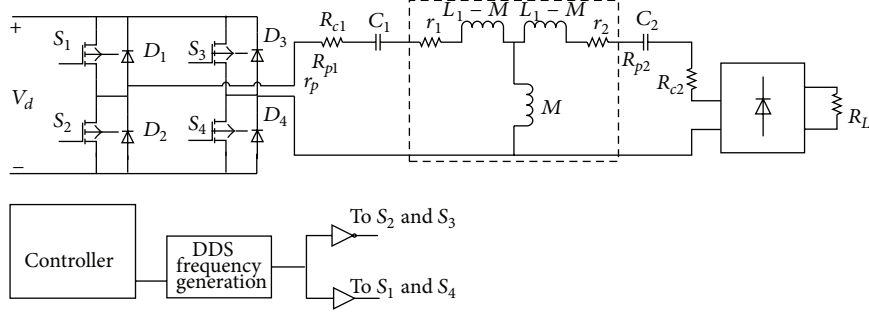 +
S1
D1
S3
D3
Vd
S2
D2
S4
D4
−
Rc1
C1
Rp1
rp
r1
L1 − M
L1 − M
r2
M
C2
Rp2
Rc2
RL
Controller
DDS
frequency
generation
To S2 and S3
To S1 and S4